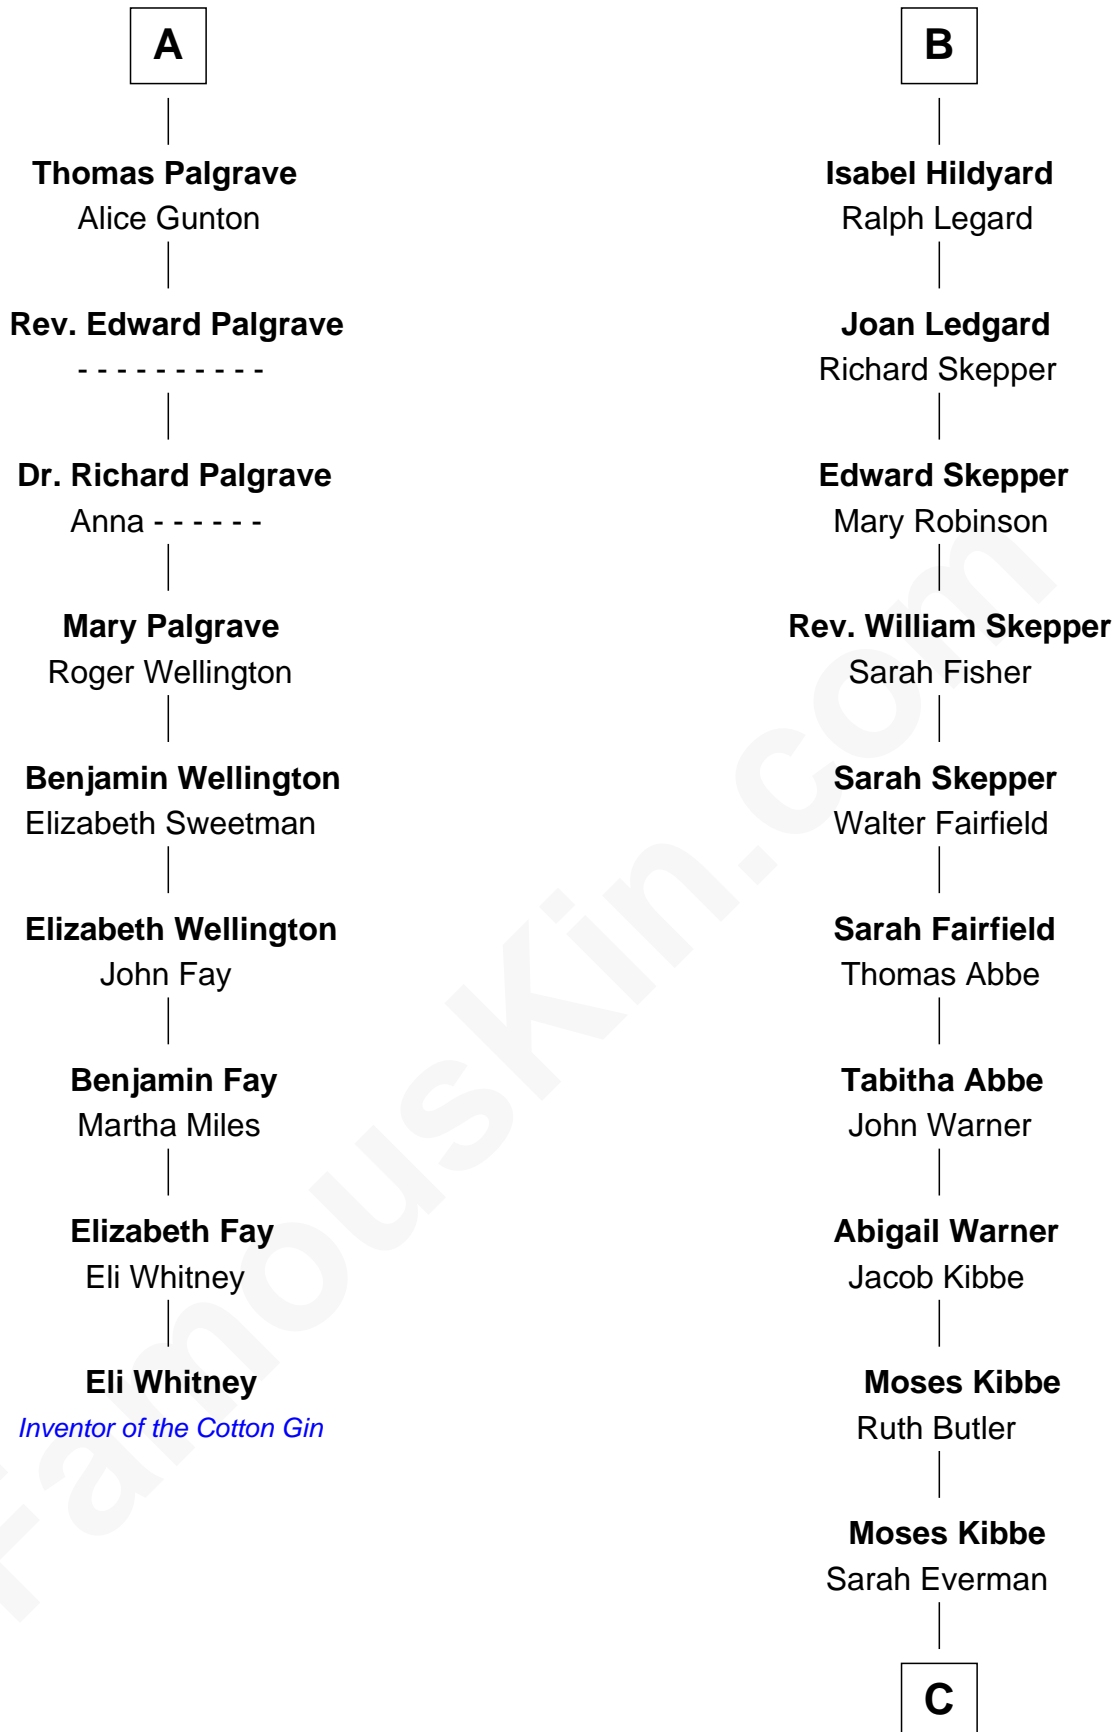 A
Thomas Palgrave
Alice Gunton
Rev. Edward Palgrave
- - - - - - - - - -
Dr. Richard Palgrave
Anna - - - - - -
Mary Palgrave
Roger Wellington
Benjamin Wellington
Elizabeth Sweetman
Elizabeth Wellington
John Fay
Benjamin Fay
Martha Miles
Elizabeth Fay
Eli Whitney
Eli Whitney
Inventor of the Cotton Gin
B
Isabel Hildyard
Ralph Legard
Joan Ledgard
Richard Skepper
Edward Skepper
Mary Robinson
Rev. William Skepper
Sarah Fisher
Sarah Skepper
Walter Fairfield
Sarah Fairfield
Thomas Abbe
Tabitha Abbe
John Warner
Abigail Warner
Jacob Kibbe
Moses Kibbe
Ruth Butler
Moses Kibbe
Sarah Everman
C
FamousKin.com